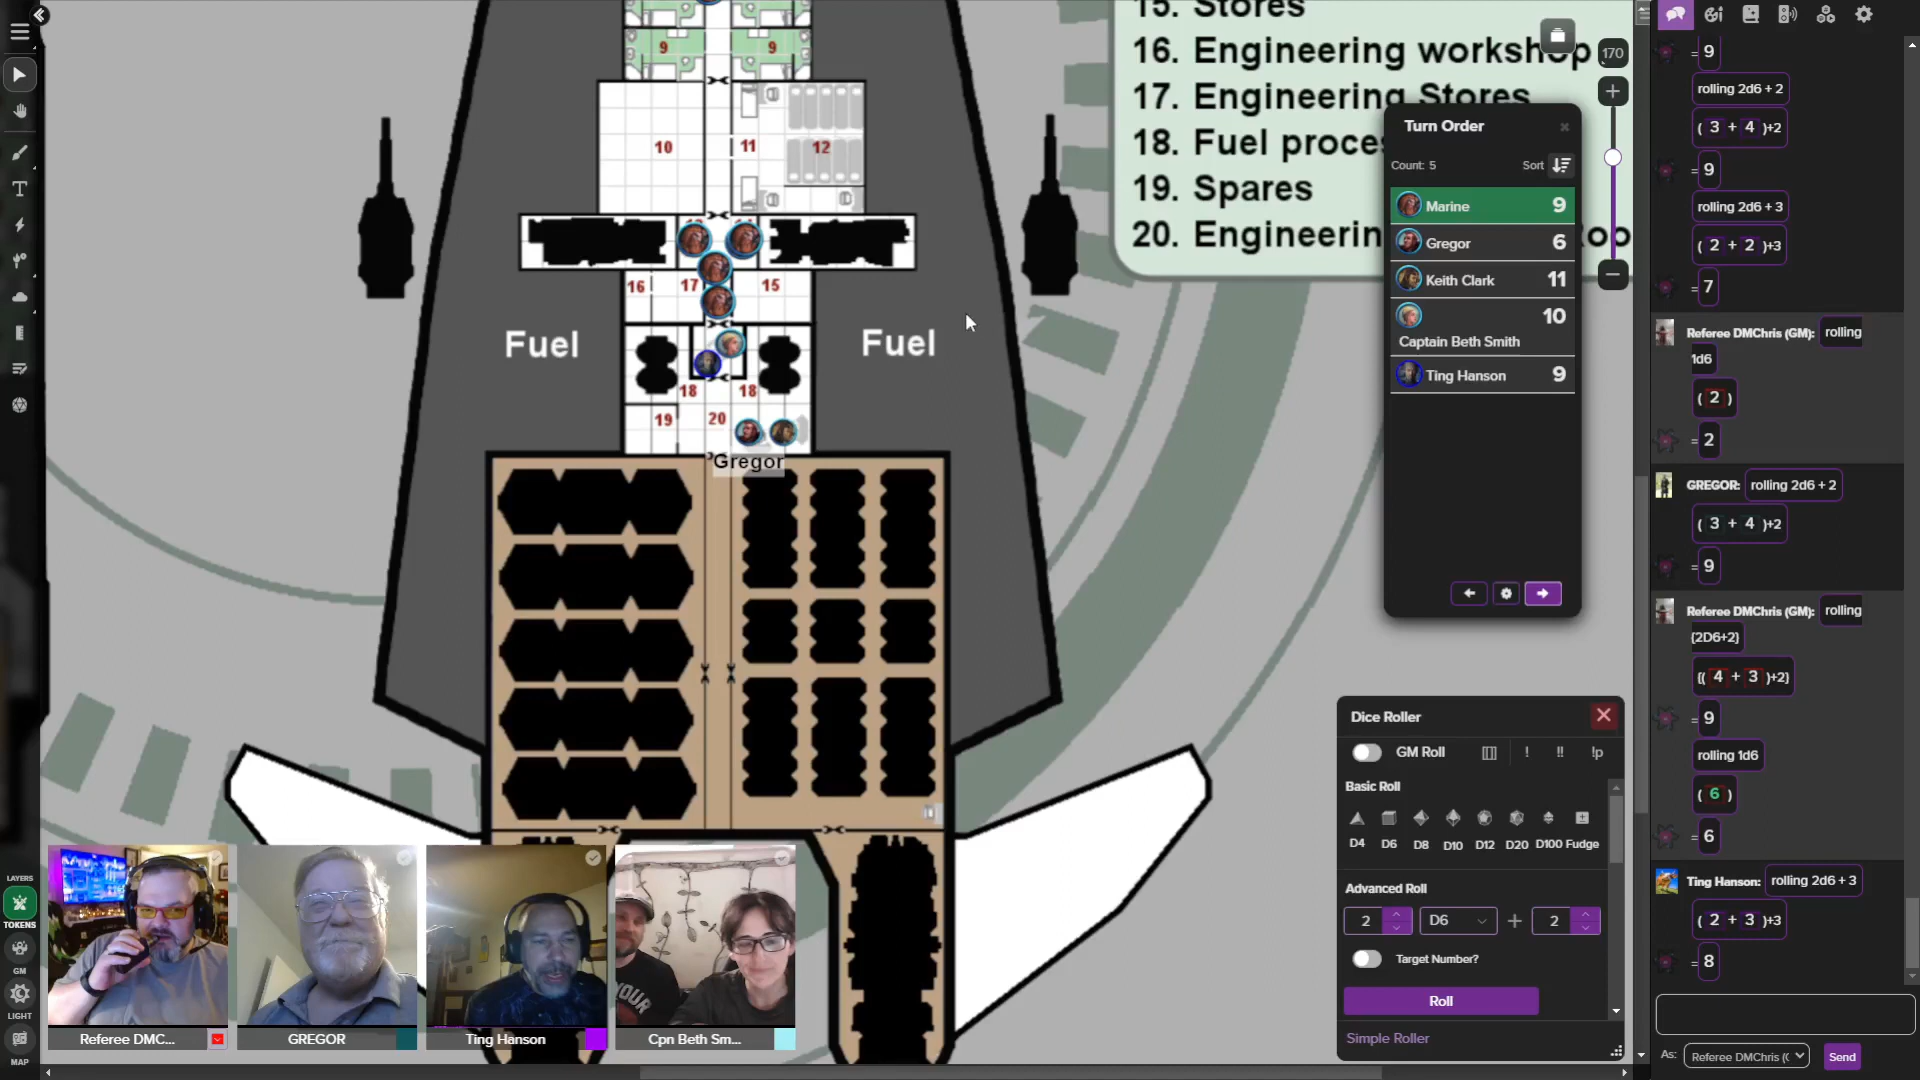 15. Stores
16. Engineering workshop
17. Engineering Stores
18. Fuel proce
19. Spares
20. Engineerin
Roo
170
9
9
10
11
12
16
17
15
Fuel
Fuel
18
18
19
20
Gregor
Turn Order
Count: 5
Sort
Marine 9
Gregor 6
Keith Clark 11
10
Captain Beth Smith
Ting Hanson 9
Dice Roller
GM Roll
[[]]
!
!!
!p
Basic Roll
D4 D6 D8 D10 D12 D20 D100 Fudge
Advanced Roll
2 D6 + 2
Target Number?
Roll
Simple Roller
= 9
rolling 2d6 + 2
( 3 + 4 )+2
= 9
rolling 2d6 + 3
( 2 + 2 )+3
= 7
Referee DMChris (GM): rolling
1d6
( 2 )
= 2
GREGOR: rolling 2d6 + 2
( 3 + 4 )+2
= 9
Referee DMChris (GM): rolling
{2D6+2}
{( 4 + 3 )+2}
= 9
rolling 1d6
( 6 )
= 6
Ting Hanson: rolling 2d6 + 3
( 2 + 3 )+3
= 8
As: Referee DMChris (G
Send
LAYERS
TOKENS
GM
LIGHT
MAP
YOUR
Referee DMC...
GREGOR
Ting Hanson
Cpn Beth Sm...